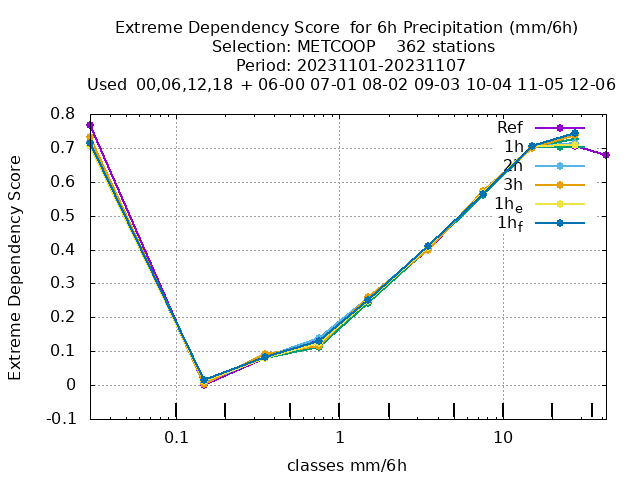 Extreme Dependency Score  for 6h Precipitation (mm/6h)
Selection: METCOOP    362 stations
Period: 20231101-20231107
Used  00,06,12,18  + 06-00 07-01 08-02 09-03 10-04 11-05 12-06
Extreme Dependency Score
0.8
0.7
0.6
0.5
0.4
0.3
0.2
0.1
0
-0.1
Ref
1h
2h
3h
1he
1hf
0.1
1
10
classes mm/6h